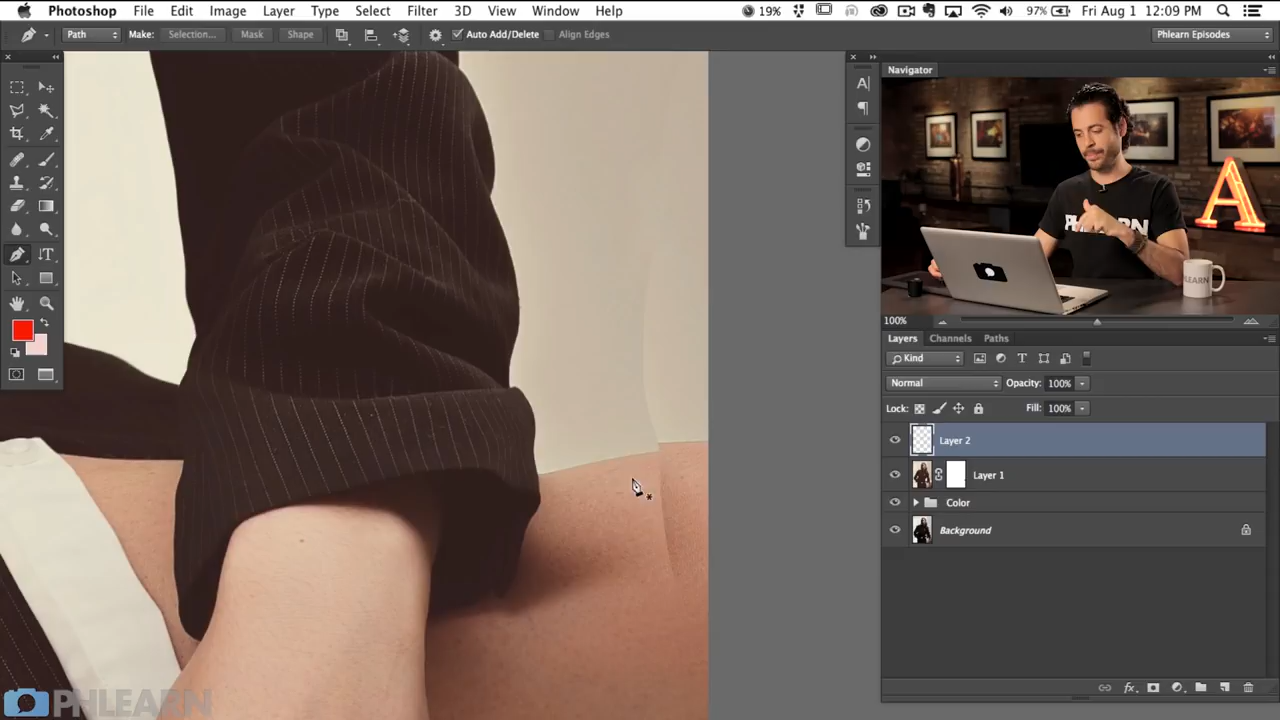 Photoshop File Edit Image Layer Type Select Filter 3D View Window Help 19% 97% Fri Aug 1 12:09 PM
Path Make: Selection... Mask Shape Auto Add/Delete Align Edges Phlearn Episodes
Navigator
PHLEARN
PHLEARN
A
100%
Layers Channels Paths
Kind
Normal Opacity: 100%
Lock: Fill: 100%
Layer 2
Layer 1
Color
Background
PHLEARN